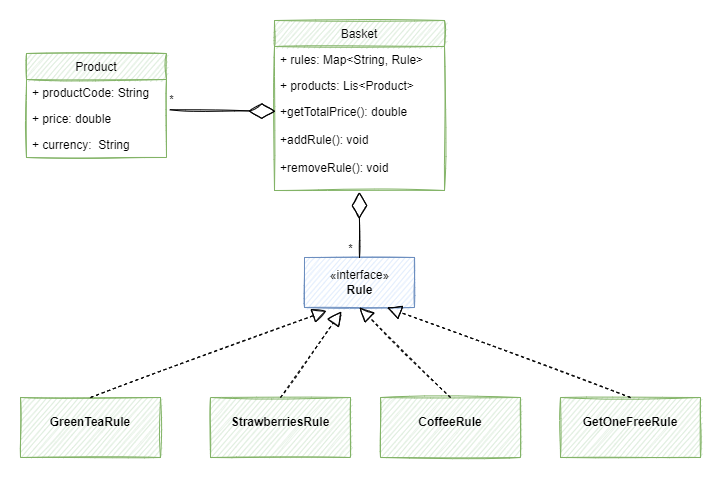 Basket
+ rules: Map<String, Rule>
+ products: Lis<Product>
+getTotalPrice(): double
+addRule(): void
+removeRule(): void
Product
+ productCode: String
+ price: double
+ currency:  String
*
*
«interface»
Rule
GreenTeaRule
StrawberriesRule
CoffeeRule
GetOneFreeRule